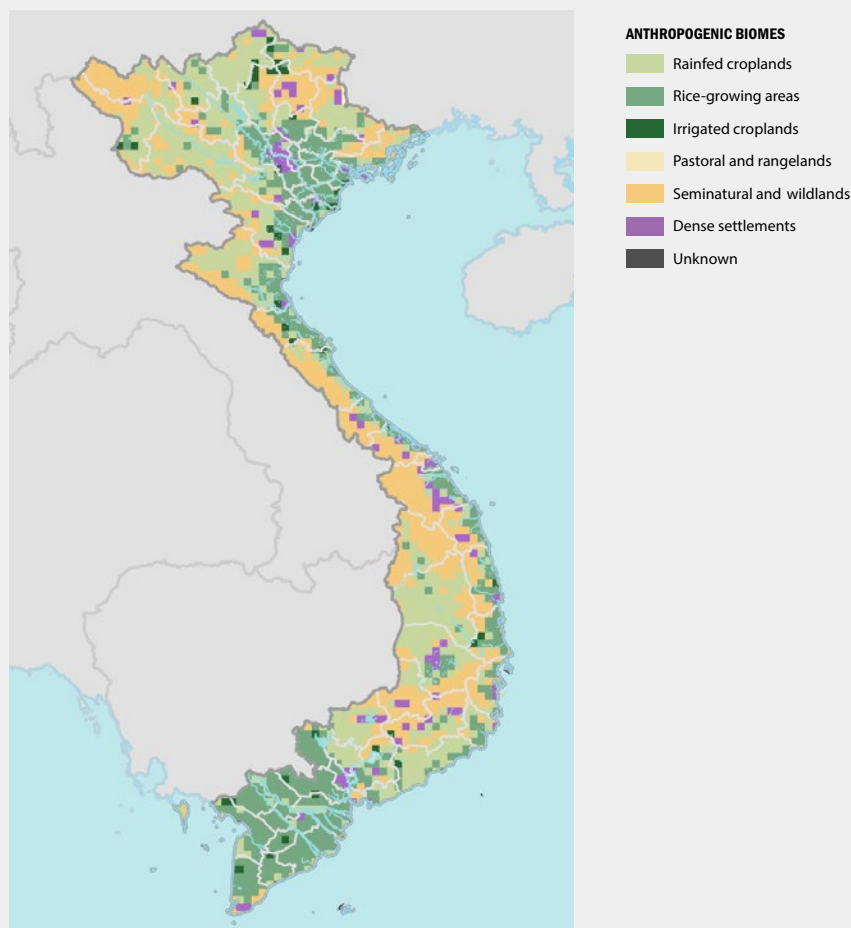 ANTHROPOGENIC BIOMES
Rainfed croplands
Rice-growing areas
Irrigated croplands
Pastoral and rangelands
Seminatural and wildlands
Dense settlements
Unknown